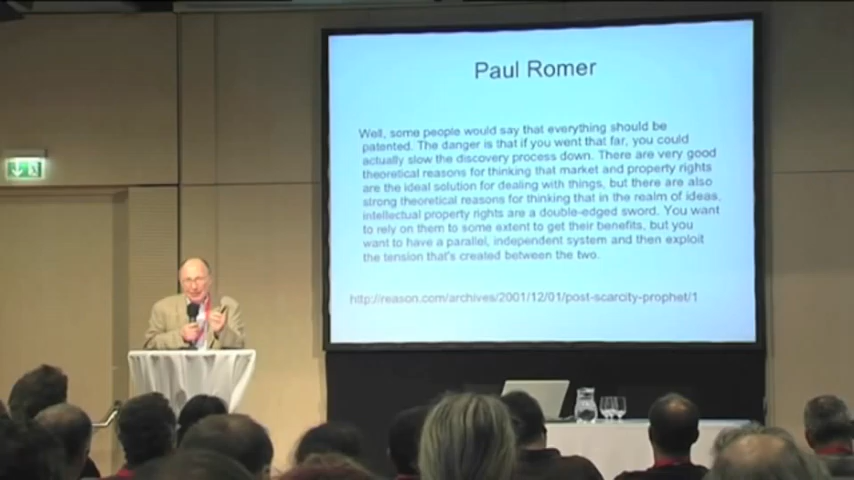 Paul Romer
Well, some people would say that everything should be
patented. The danger is that if you went that far, you could
actually slow the discovery process down. There are very good
theoretical reasons for thinking that market and property rights
are the ideal solution for dealing with things, but there are also
strong theoretical reasons for thinking that in the realm of ideas,
intellectual property rights are a double-edged sword. You want
to rely on them to some extent to get their benefits, but you
want to have a parallel, independent system and then exploit
the tension that's created between the two.
http://reason.com/archives/2001/12/01/post-scarcity-prophet/1